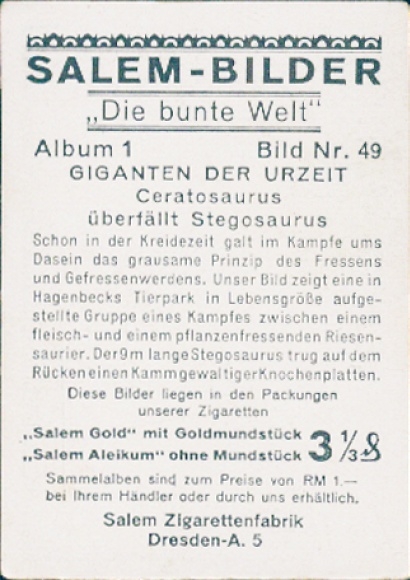 SALEM-BILDER
„Die bunte Welt“
Album 1 Bild Nr. 49
GIGANTEN DER URZEIT
Ceratosaurus
überfällt Stegosaurus
Schon in der Kreidezeit galt im Kampfe ums
Dasein das grausame Prinzip des Fressens
und Gefressenwerdens. Unser Bild zeigt eine in
Hagenbecks Tierpark in Lebensgröße aufge-
stellte Gruppe eines Kampfes zwischen einem
fleisch- und einem pflanzenfressenden Riesen-
saurier. Der 9 m lange Stegosaurus trug auf dem
Rücken einen Kamm gewaltiger Knochenplatten.
Diese Bilder liegen in den Packungen
unserer Zigaretten
„Salem Gold“ mit Goldmundstück
„Salem Aleikum“ ohne Mundstück 3 1/3 ₰
Sammelalben sind zum Preise von RM 1.—
bei Ihrem Händler oder durch uns erhältlich.
Salem Zigarettenfabrik
Dresden-A. 5